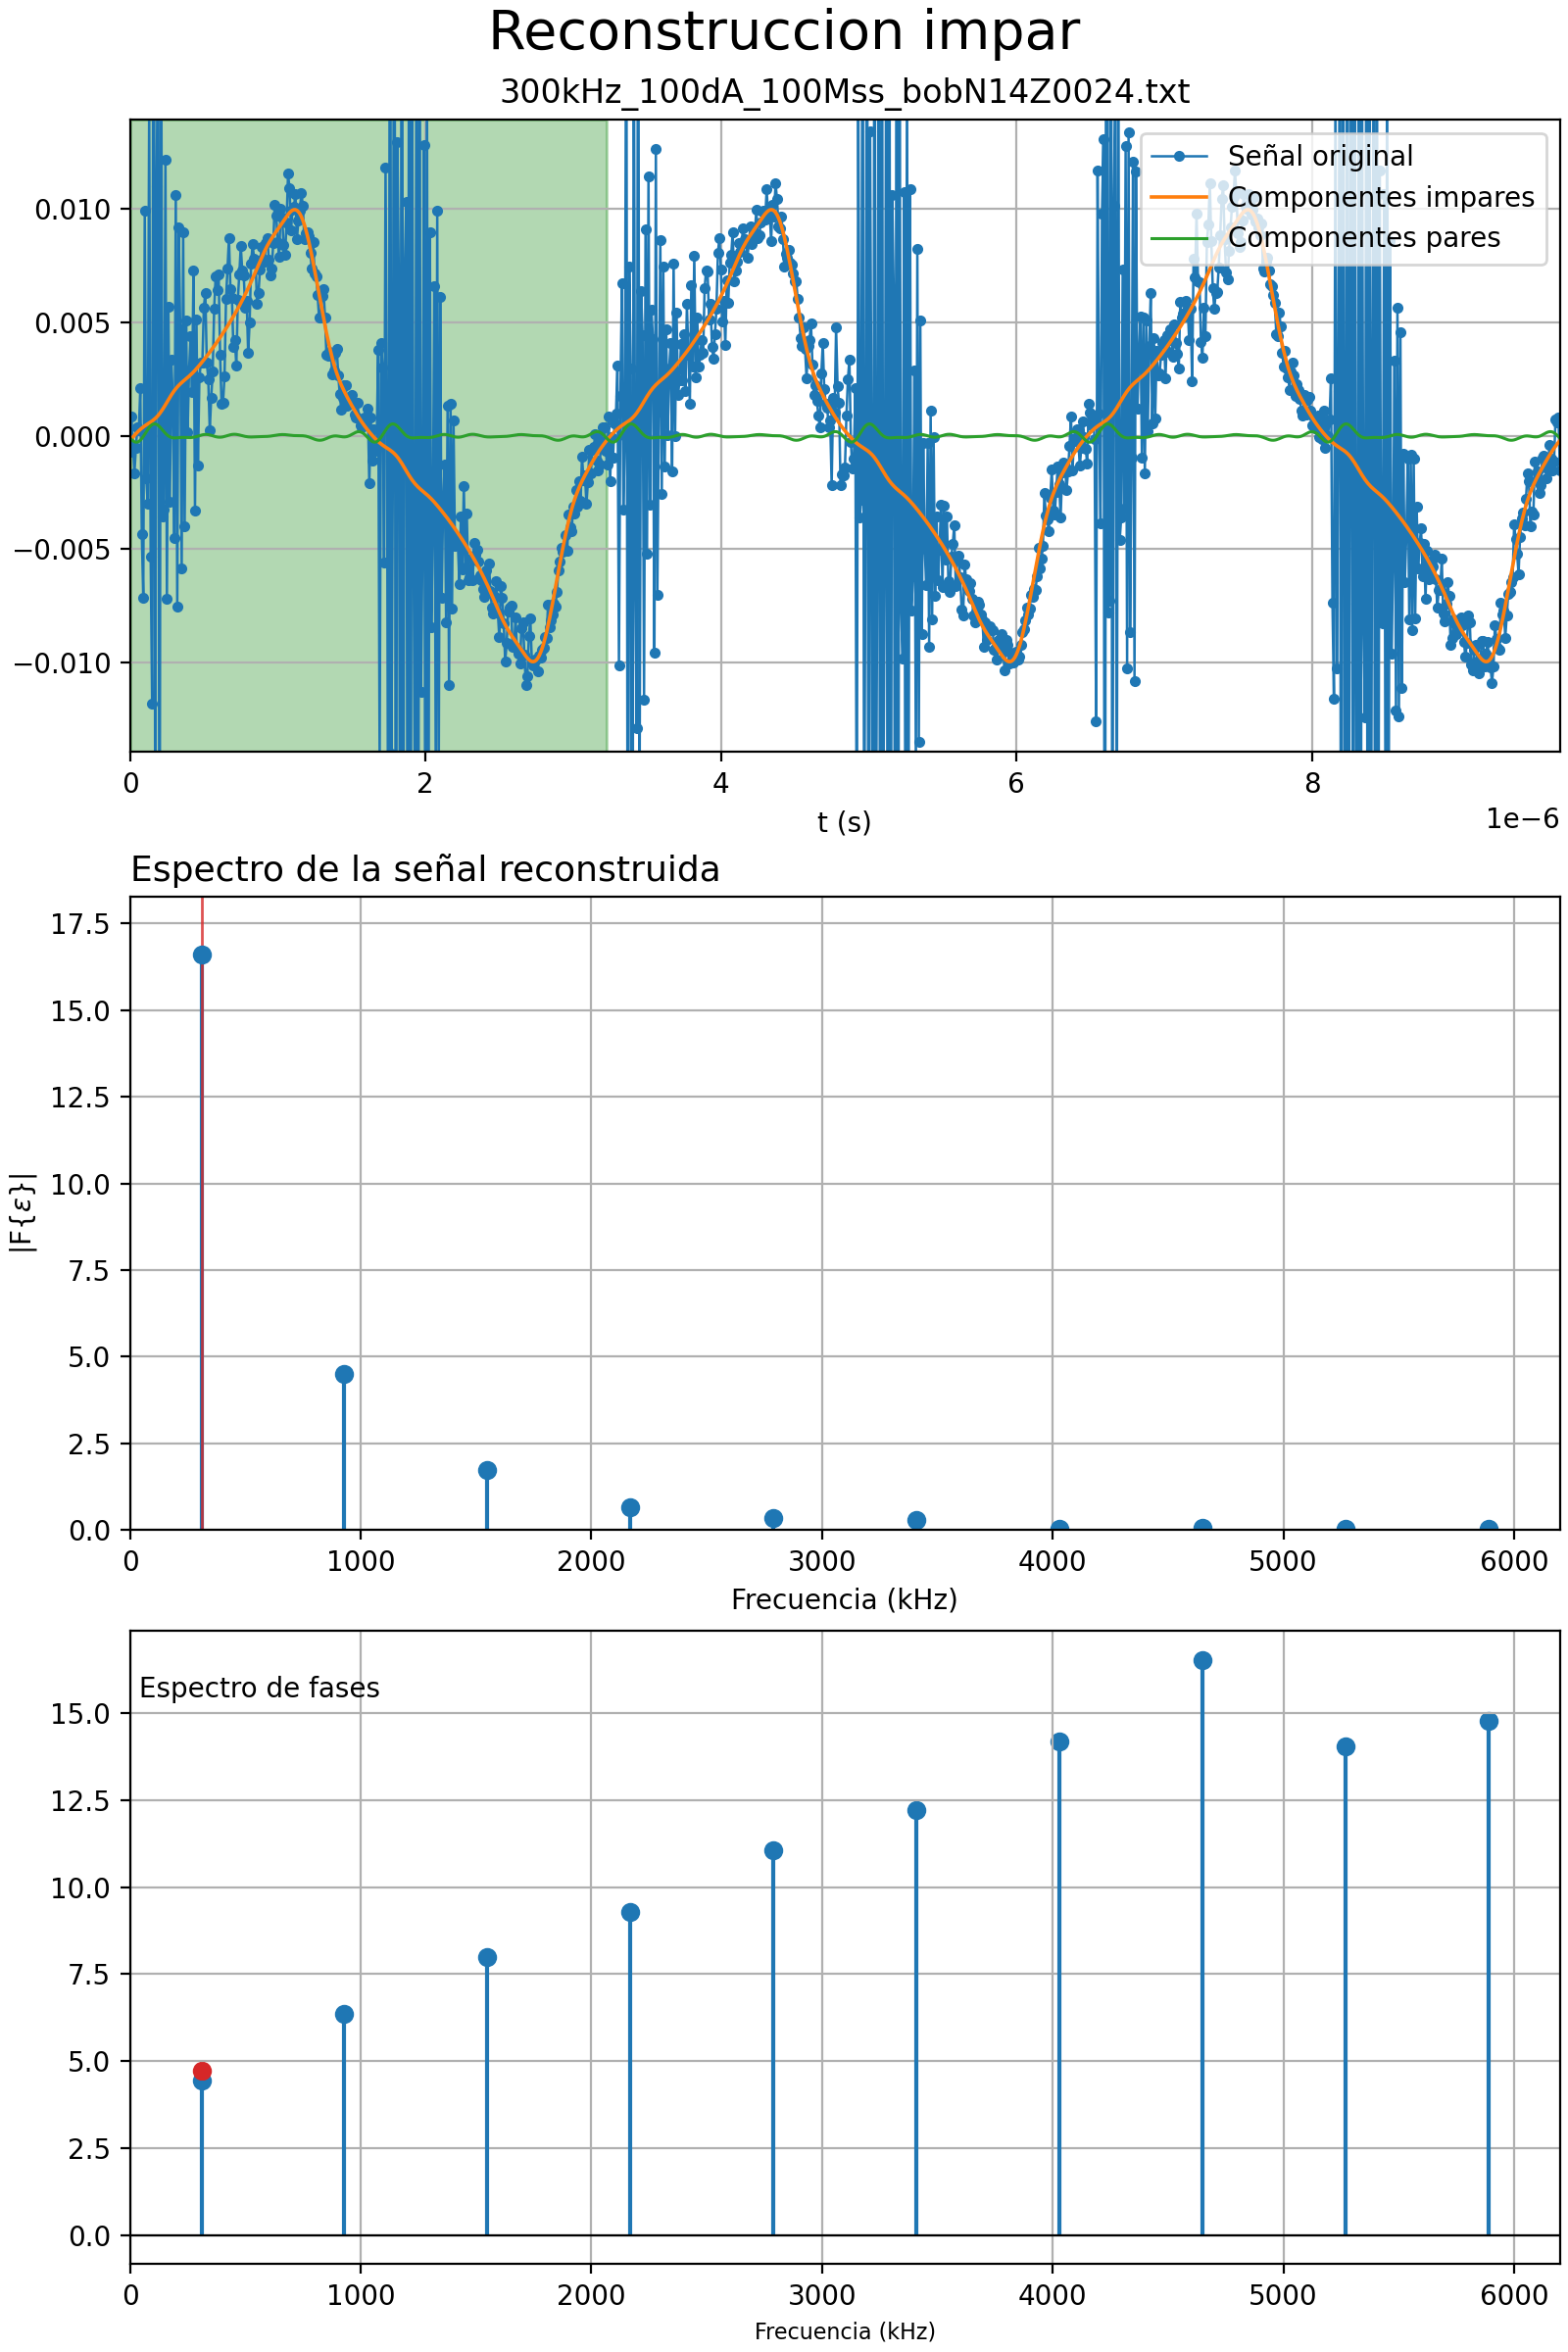 Reconstruccion impar
300kHz_100dA_100Mss_bobN14Z0024.txt
Señal original
Componentes impares
Componentes pares
0.010
0.005
0.000
−0.005
−0.010
0 2 4 6 8
t (s)
1e−6
Espectro de la señal reconstruida
17.5
15.0
12.5
10.0
7.5
5.0
2.5
0.0
|F{ε}|
0 1000 2000 3000 4000 5000 6000
Frecuencia (kHz)
Espectro de fases
15.0
12.5
10.0
7.5
5.0
2.5
0.0
0 1000 2000 3000 4000 5000 6000
Frecuencia (kHz)